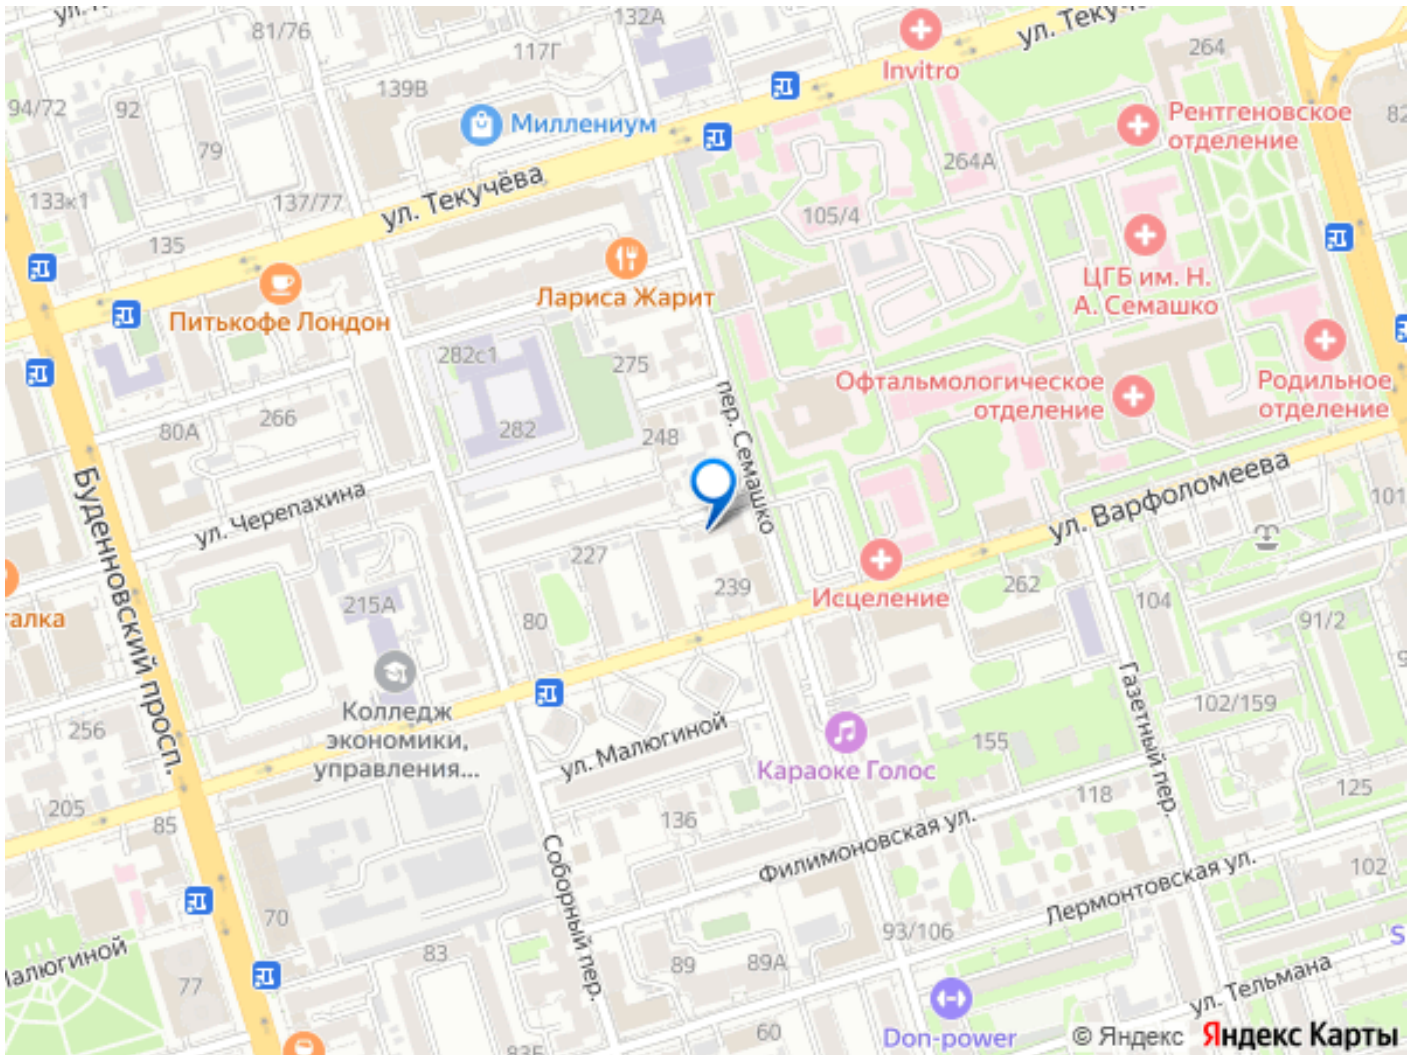 132А
81/76
117Г
ул. Текучёва
Invitro
264
139В
94/72
92
Миллениум
Рентгеновское
отделение
82
79
264А
ул. Текучёва
133к1
137/77
105/4
135
ЦГБ им. Н.
А. Семашко
Лариса Жарит
Питькофе Лондон
282с1
275
пер. Семашко
Офтальмологическое
отделение
Родильное
отделение
266
80А
282
248
Буденновский просп.
ул. Черепахина
ул. Варфоломеева
101
227
239
Исцеление
262
104
215А
80
91/2
алка
Колледж
экономики,
управления...
Газетный пер.
256
102/159
ул. Малюгиной
155
Караоке Голос
205
85
136
118
125
Филимоновская ул.
Соборный пер.
102
Лермонтовская ул.
70
93/106
83
89
89А
77
ул. Тельмана
60
Don-power
© Яндекс
Яндекс Карты